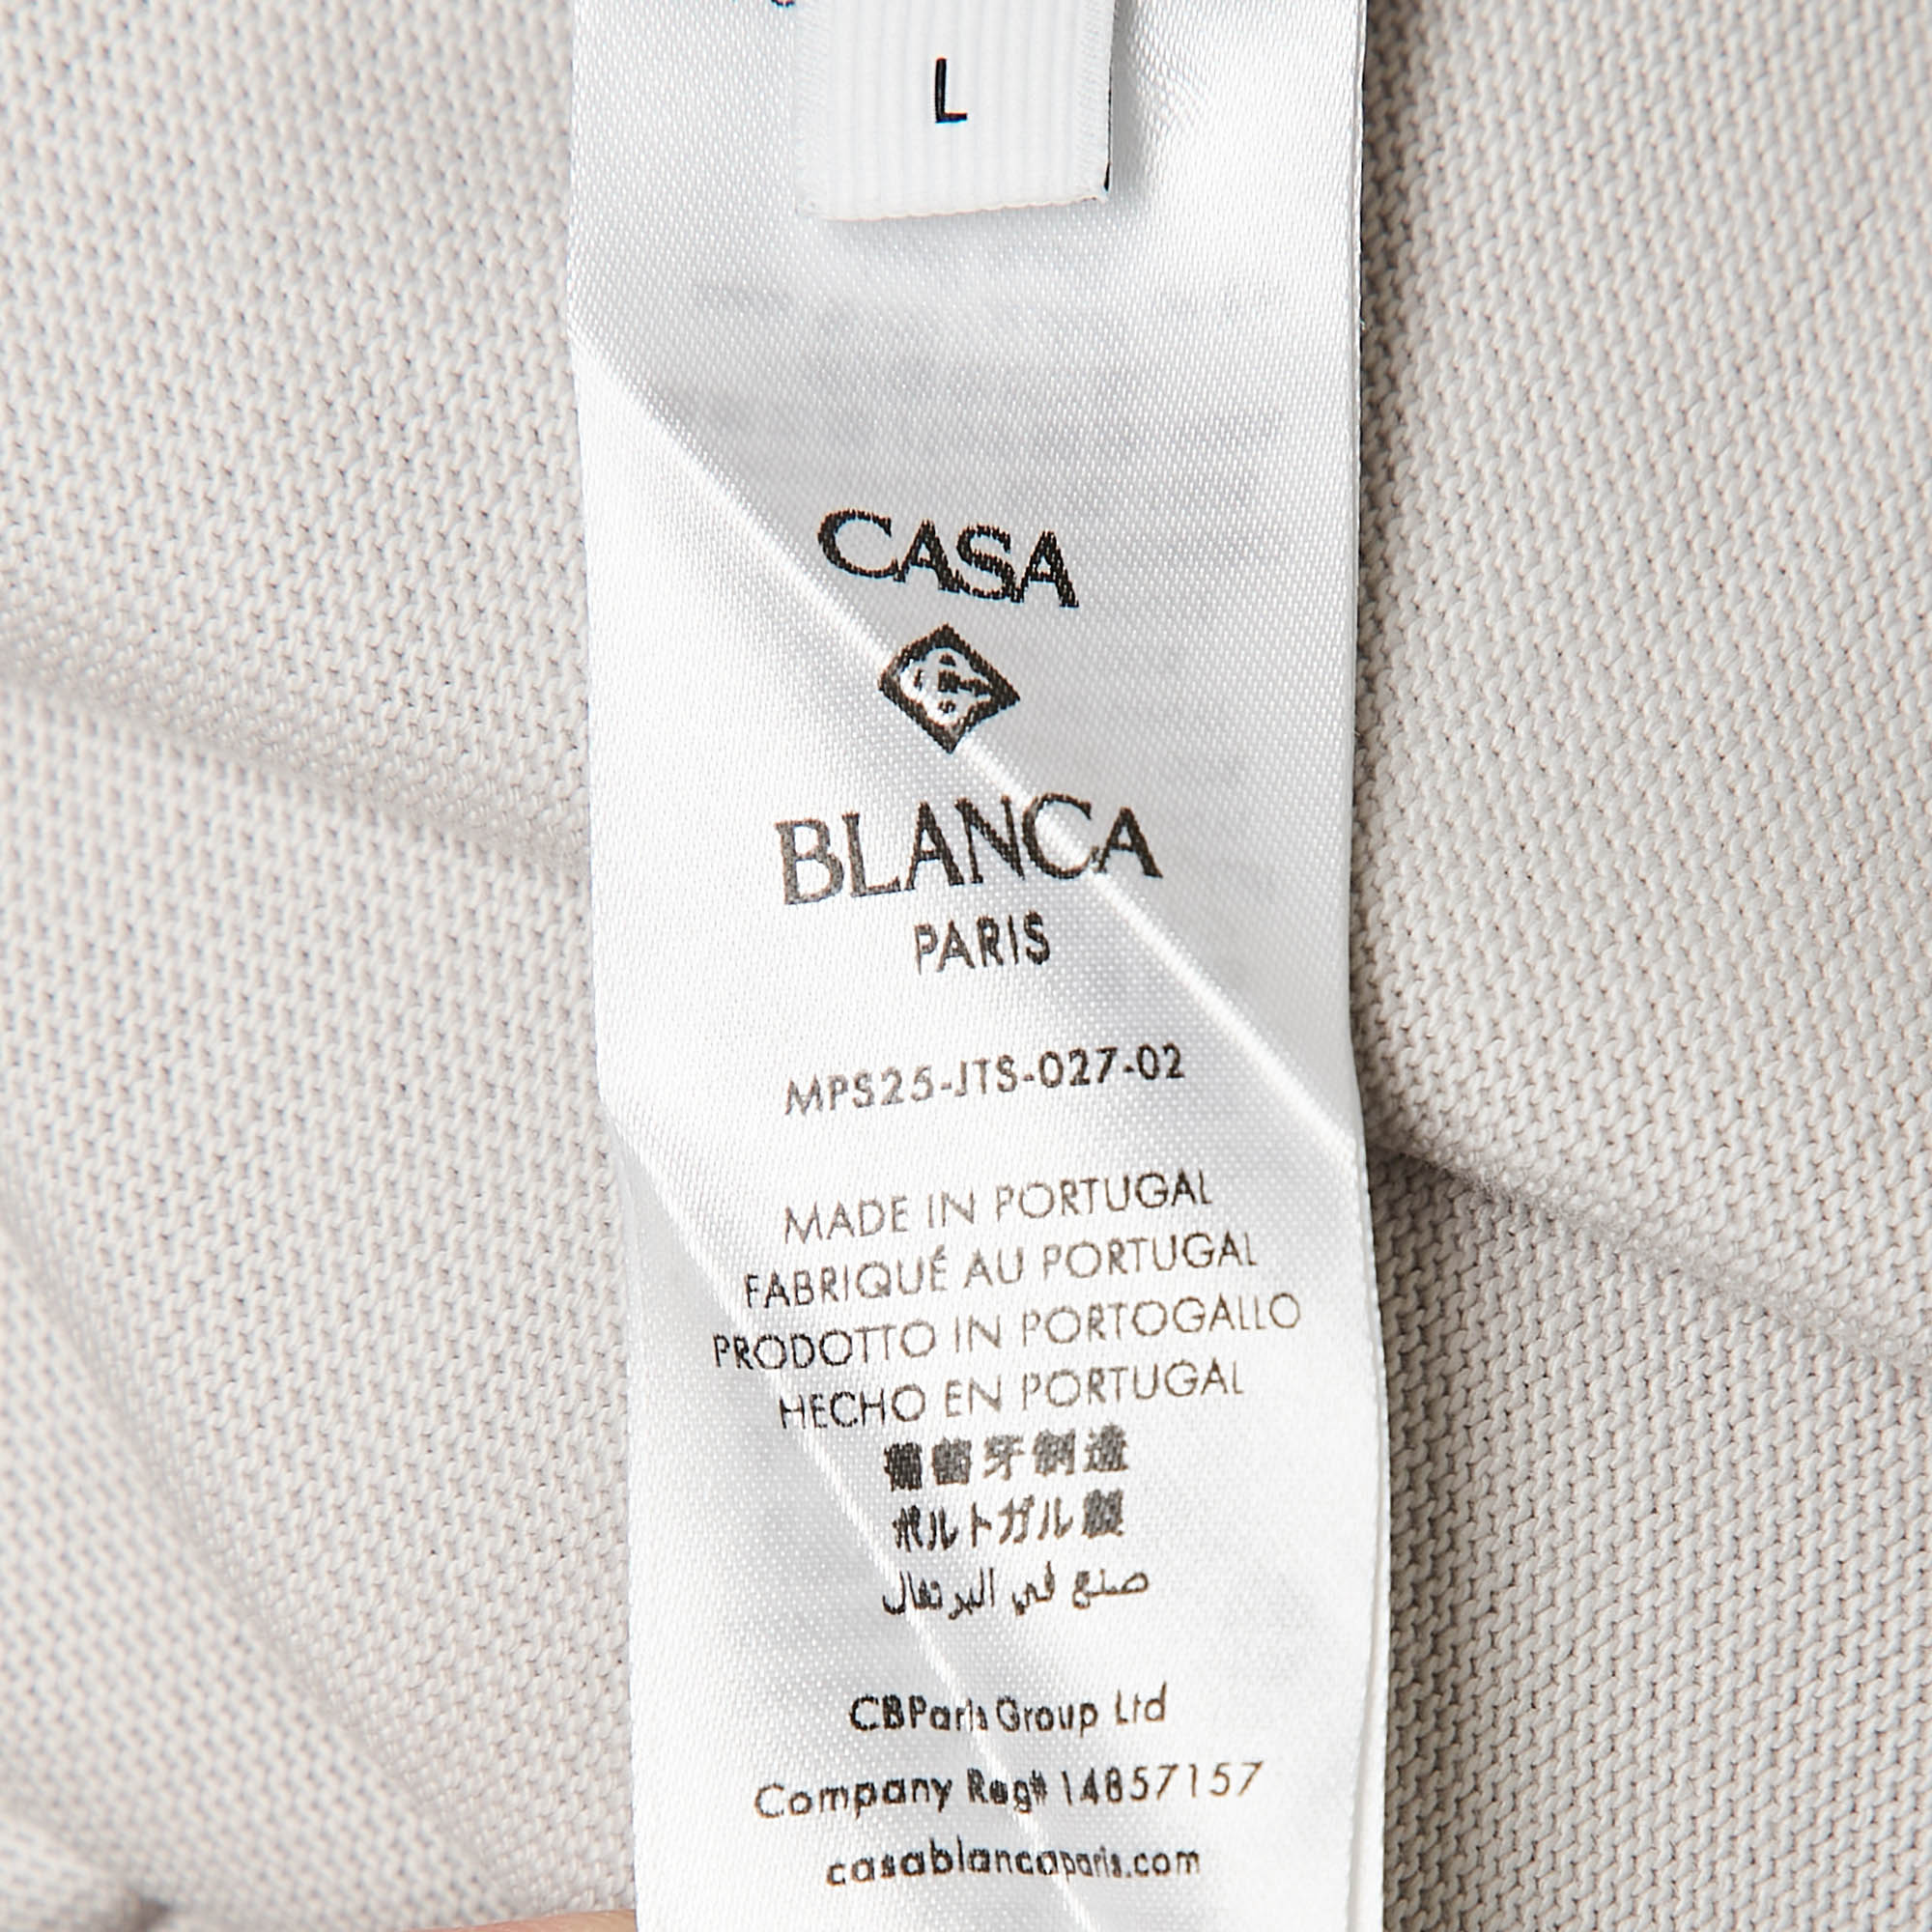 L
CASA
BLANCA
PARIS
MPS25-JTS-027-02
MADE IN PORTUGAL
FABRIQUÉ AU PORTUGAL
PRODOTTO IN PORTOGALLO
HECHO EN PORTUGAL
葡萄牙制造
ポルトガル製
صنع في البرتغال
CBParis Group Ltd
Company Reg# 14857157
casablancaparis.com